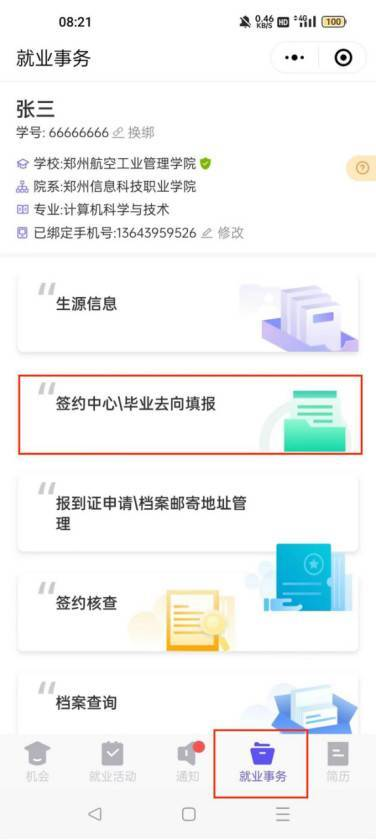 08:21
0.46 KB/S HD 4G 100
就业事务
张三
学号: 66666666 换绑
学校:郑州航空工业管理学院
院系:郑州信息科技职业学院
专业:计算机科学与技术
已绑定手机号:13643959526 修改
生源信息
签约中心\毕业去向填报
报到证申请\档案邮寄地址管
理
签约核查
档案查询
机会 就业活动 通知 就业事务 简历